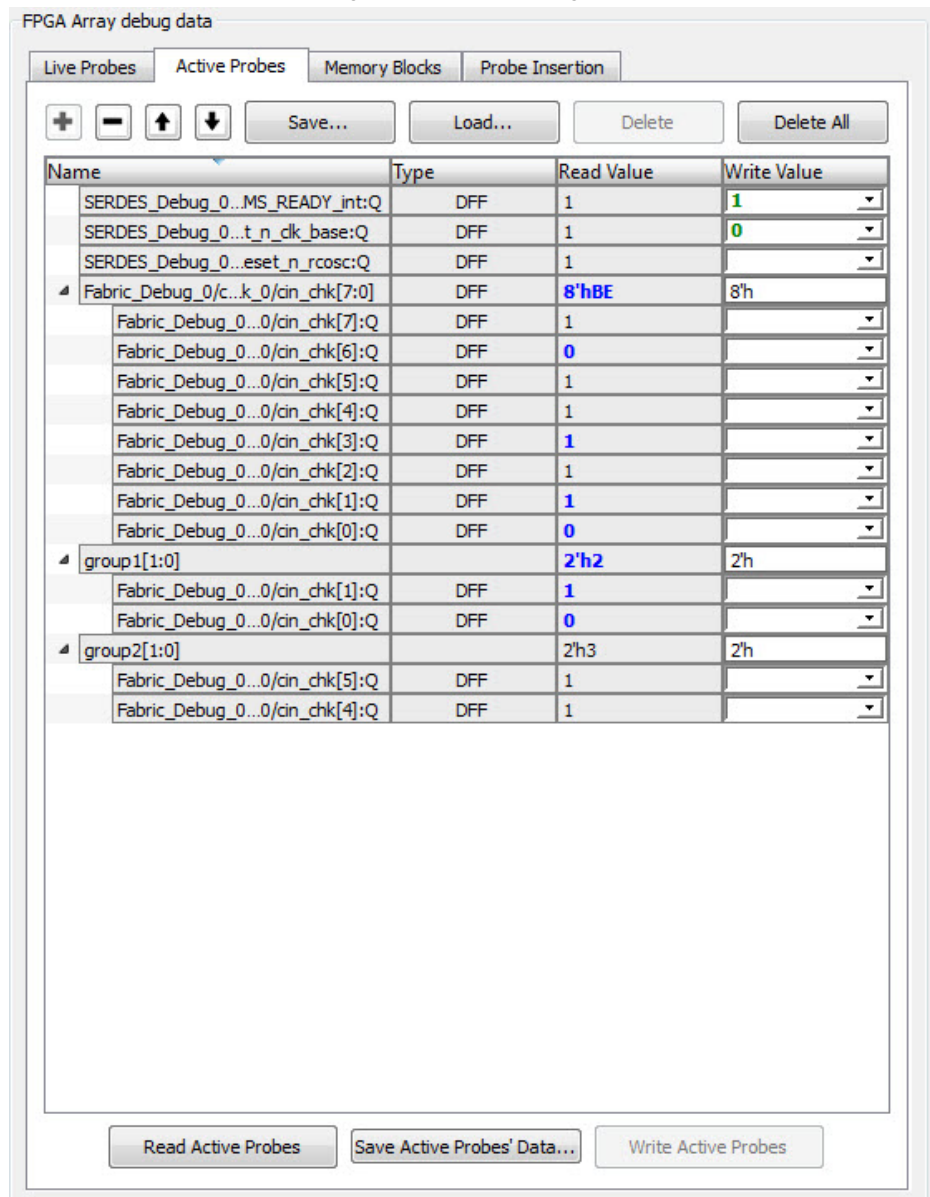 FPGA Array debug data
Live Probes Active Probes Memory Blocks Probe Insertion
Save... Load... Delete Delete All
Name Type Read Value Write Value
SERDES_Debug_0...MS_READY_int:Q DFF 1 1
SERDES_Debug_0...t_n_clk_base:Q DFF 1 0
SERDES_Debug_0...eset_n_rcosc:Q DFF 1
Fabric_Debug_0/c...k_0/cin_chk[7:0] DFF 8'hBE 8'h
Fabric_Debug_0...0/cin_chk[7]:Q DFF 1
Fabric_Debug_0...0/cin_chk[6]:Q DFF 0
Fabric_Debug_0...0/cin_chk[5]:Q DFF 1
Fabric_Debug_0...0/cin_chk[4]:Q DFF 1
Fabric_Debug_0...0/cin_chk[3]:Q DFF 1
Fabric_Debug_0...0/cin_chk[2]:Q DFF 1
Fabric_Debug_0...0/cin_chk[1]:Q DFF 1
Fabric_Debug_0...0/cin_chk[0]:Q DFF 0
group1[1:0] 2'h2 2'h
Fabric_Debug_0...0/cin_chk[1]:Q DFF 1
Fabric_Debug_0...0/cin_chk[0]:Q DFF 0
group2[1:0] 2'h3 2'h
Fabric_Debug_0...0/cin_chk[5]:Q DFF 1
Fabric_Debug_0...0/cin_chk[4]:Q DFF 1
Read Active Probes Save Active Probes' Data... Write Active Probes